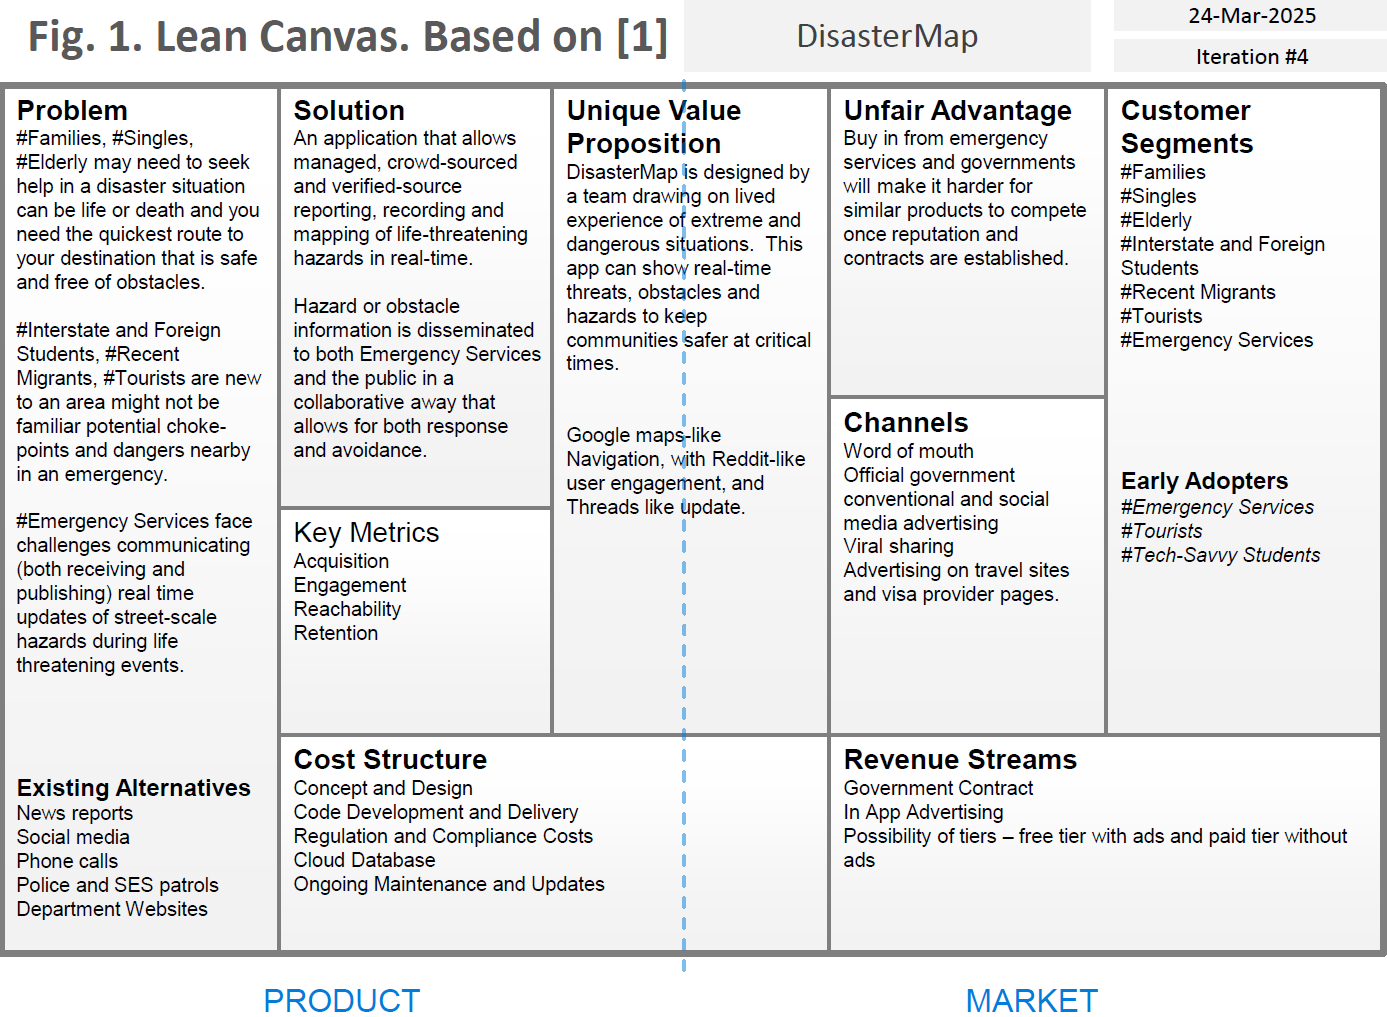 Fig. 1. Lean Canvas. Based on [1]
DisasterMap
24-Mar-2025
Iteration #4
Problem
#Families, #Singles,
#Elderly may need to seek
help in a disaster situation
can be life or death and you
need the quickest route to
your destination that is safe
and free of obstacles.
#Interstate and Foreign
Students, #Recent
Migrants, #Tourists are new
to an area might not be
familiar potential choke-
points and dangers nearby
in an emergency.
#Emergency Services face
challenges communicating
(both receiving and
publishing) real time
updates of street-scale
hazards during life
threatening events.
Existing Alternatives
News reports
Social media
Phone calls
Police and SES patrols
Department Websites
Solution
An application that allows
managed, crowd-sourced
and verified-source
reporting, recording and
mapping of life-threatening
hazards in real-time.
Hazard or obstacle
information is disseminated
to both Emergency Services
and the public in a
collaborative away that
allows for both response
and avoidance.
Key Metrics
Acquisition
Engagement
Reachability
Retention
Unique Value
Proposition
DisasterMap is designed by
a team drawing on lived
experience of extreme and
dangerous situations.  This
app can show real-time
threats, obstacles and
hazards to keep
communities safer at critical
times.
Google maps-like
Navigation, with Reddit-like
user engagement, and
Threads like update.
Unfair Advantage
Buy in from emergency
services and governments
will make it harder for
similar products to compete
once reputation and
contracts are established.
Channels
Word of mouth
Official government
conventional and social
media advertising
Viral sharing
Advertising on travel sites
and visa provider pages.
Customer
Segments
#Families
#Singles
#Elderly
#Interstate and Foreign
Students
#Recent Migrants
#Tourists
#Emergency Services
Early Adopters
#Emergency Services
#Tourists
#Tech-Savvy Students
Cost Structure
Concept and Design
Code Development and Delivery
Regulation and Compliance Costs
Cloud Database
Ongoing Maintenance and Updates
Revenue Streams
Government Contract
In App Advertising
Possibility of tiers – free tier with ads and paid tier without
ads
PRODUCT
MARKET